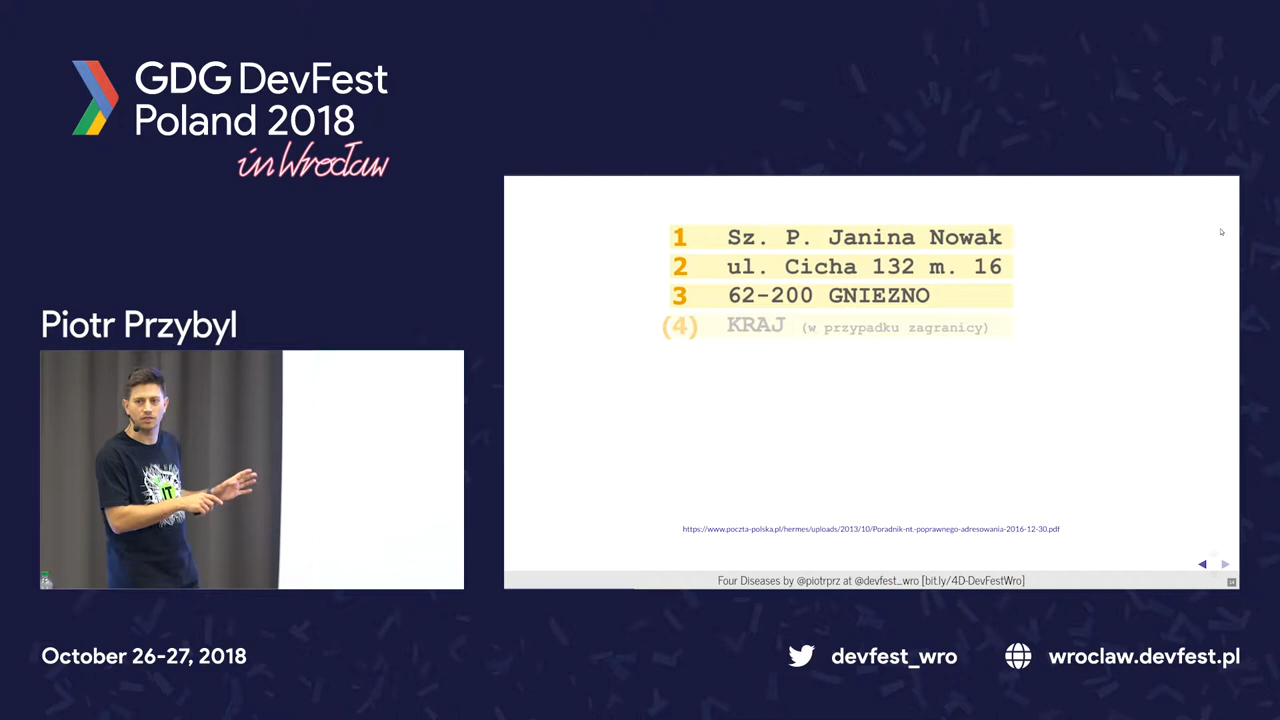 GDG DevFest
Poland 2018
in Wrocław
Piotr Przybyl
IT
1 Sz. P. Janina Nowak
2 ul. Cicha 132 m. 16
3 62-200 GNIEZNO
(4) KRAJ (w przypadku zagranicy)
https://www.poczta-polska.pl/hermes/uploads/2013/10/Poradnik-nt.-poprawnego-adresowania-2016-12-30.pdf
Four Diseases by @piotrprz at @devfest_wro [bit.ly/4D-DevFestWro]
October 26-27, 2018
devfest_wro
wroclaw.devfest.pl